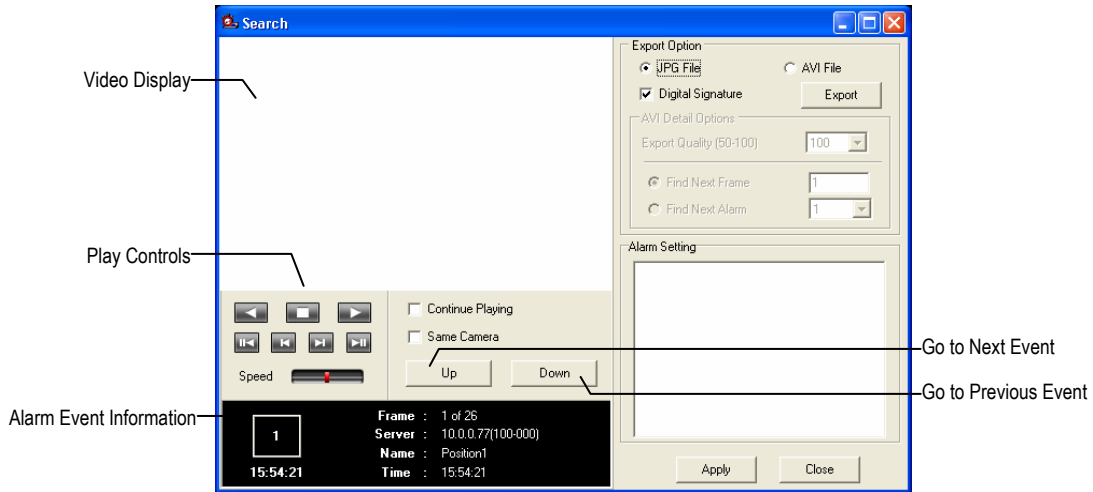 Search
Export Option
JPG File
AVI File
Video Display
Digital Signature
Export
AVI Detail Options
Export Quality (50-100)
100
Find Next Frame
1
Find Next Alarm
1
Play Controls
Alarm Setting
Continue Playing
Same Camera
Go to Next Event
Speed
Up
Down
Go to Previous Event
Alarm Event Information
1
15:54:21
Frame : 1 of 26
Server : 10.0.0.77(100-000)
Name : Position1
Time : 15:54:21
Apply
Close